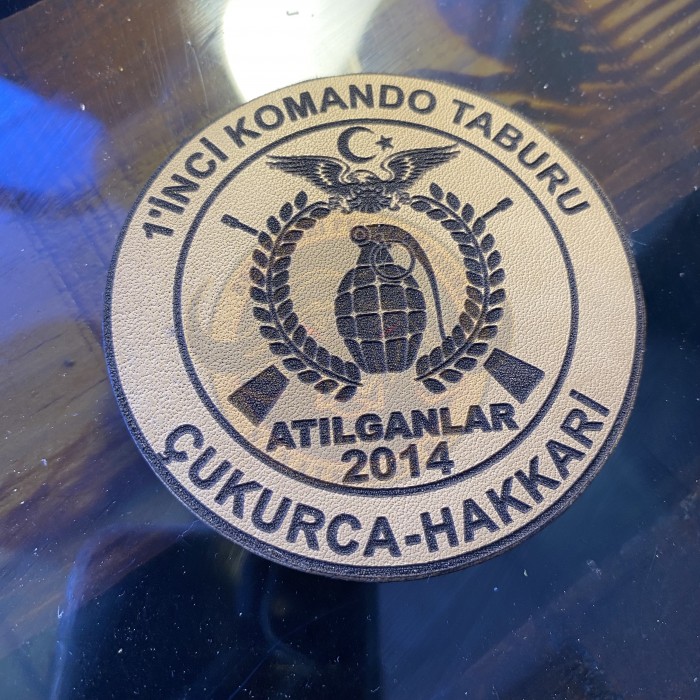 1'İNCİ KOMANDO TABURU
ATILGANLAR
2014
ÇUKURCA-HAKKARİ